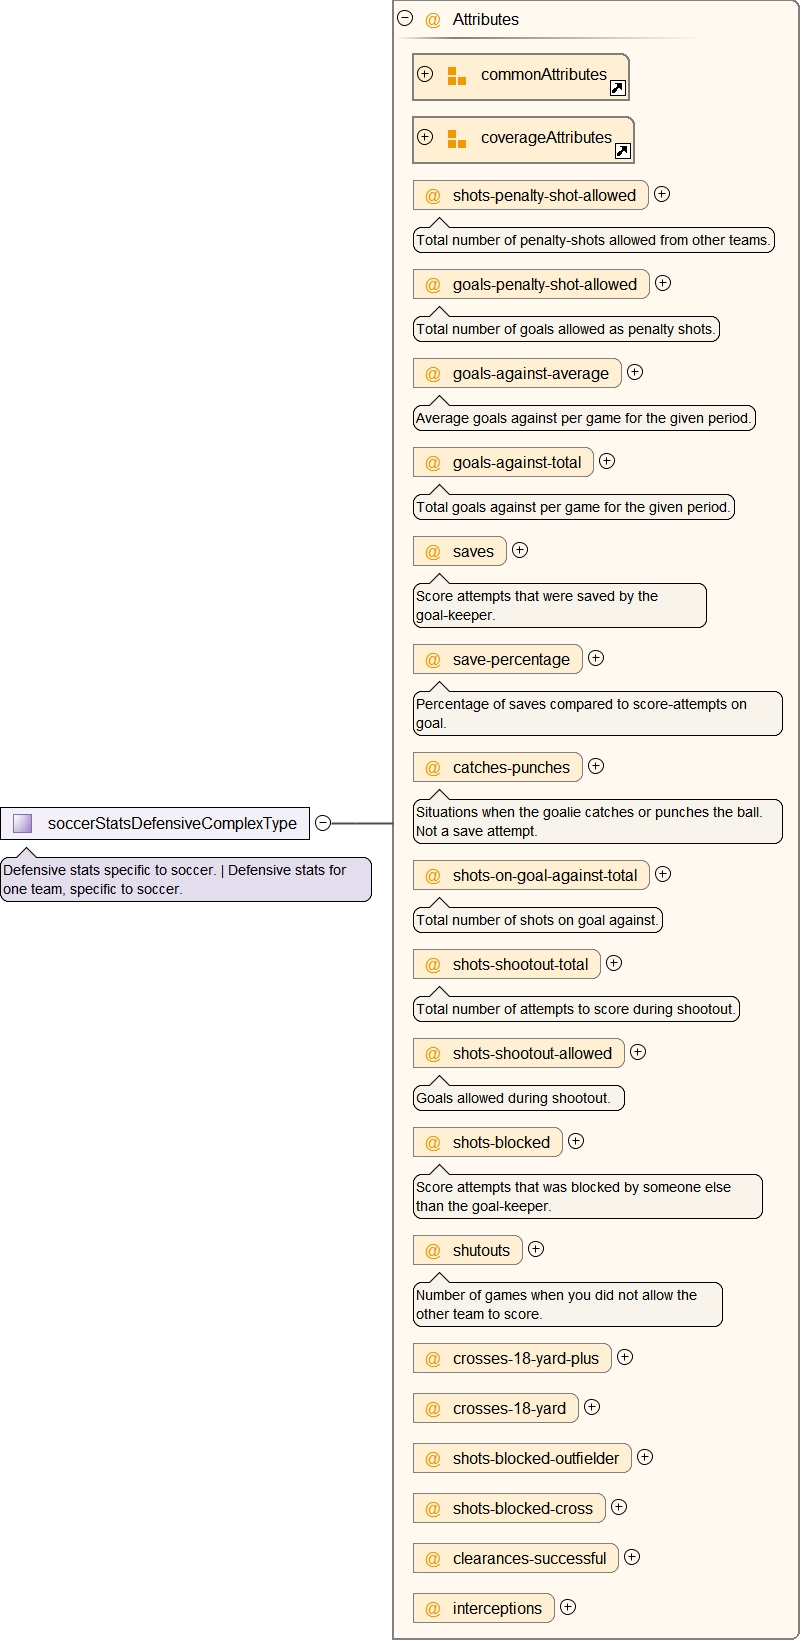 Attributes
commonAttributes
coverageAttributes
@ shots-penalty-shot-allowed
Total number of penalty-shots allowed from other teams.
@ goals-penalty-shot-allowed
Total number of goals allowed as penalty shots.
@ goals-against-average
Average goals against per game for the given period.
@ goals-against-total
Total goals against per game for the given period.
@ saves
Score attempts that were saved by the
goal-keeper.
@ save-percentage
Percentage of saves compared to score-attempts on
goal.
@ catches-punches
Situations when the goalie catches or punches the ball.
Not a save attempt.
soccerStatsDefensiveComplexType
Defensive stats specific to soccer. | Defensive stats for
one team, specific to soccer.
@ shots-on-goal-against-total
Total number of shots on goal against.
@ shots-shootout-total
Total number of attempts to score during shootout.
@ shots-shootout-allowed
Goals allowed during shootout.
@ shots-blocked
Score attempts that was blocked by someone else
than the goal-keeper.
@ shutouts
Number of games when you did not allow the
other team to score.
@ crosses-18-yard-plus
@ crosses-18-yard
@ shots-blocked-outfielder
@ shots-blocked-cross
@ clearances-successful
@ interceptions